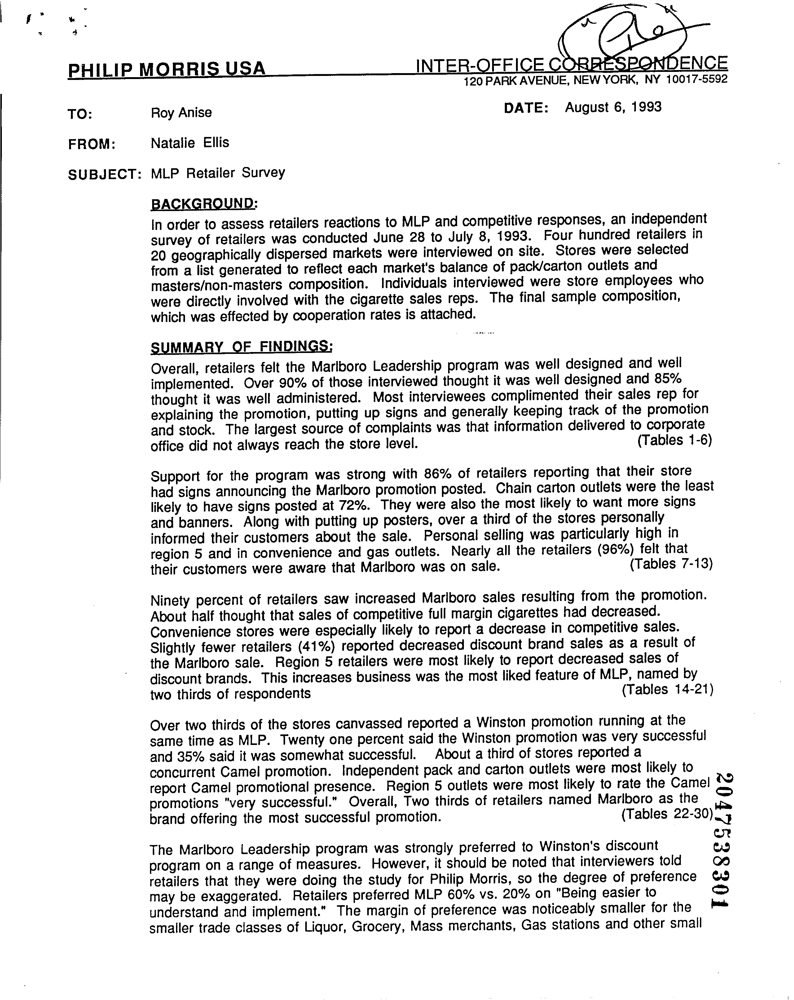 PHILIP MORRIS USA
INTER-OFFICE CORRESPONDENCE
120 PARK AVENUE, NEW YORK, NY 10017-5592
TO: Roy Anise
DATE: August 6, 1993
FROM: Natalie Ellis
SUBJECT: MLP Retailer Survey
BACKGROUND:
In order to assess retailers reactions to MLP and competitive responses, an independent
survey of retailers was conducted June 28 to July 8, 1993. Four hundred retailers in
20 geographically dispersed markets were interviewed on site. Stores were selected
from a list generated to reflect each market's balance of pack/carton outlets and
masters/non-masters composition. Individuals interviewed were store employees who
were directly involved with the cigarette sales reps. The final sample composition,
which was effected by cooperation rates is attached.
SUMMARY OF FINDINGS:
Overall, retailers felt the Marlboro Leadership program was well designed and well
implemented. Over 90% of those interviewed thought it was well designed and 85%
thought it was well administered. Most interviewees complimented their sales rep for
explaining the promotion, putting up signs and generally keeping track of the promotion
and stock. The largest source of complaints was that information delivered to corporate
office did not always reach the store level. (Tables 1-6)
Support for the program was strong with 86% of retailers reporting that their store
had signs announcing the Marlboro promotion posted. Chain carton outlets were the least
likely to have signs posted at 72%. They were also the most likely to want more signs
and banners. Along with putting up posters, over a third of the stores personally
informed their customers about the sale. Personal selling was particularly high in
region 5 and in convenience and gas outlets. Nearly all the retailers (96%) felt that
their customers were aware that Marlboro was on sale. (Tables 7-13)
Ninety percent of retailers saw increased Marlboro sales resulting from the promotion.
About half thought that sales of competitive full margin cigarettes had decreased.
Convenience stores were especially likely to report a decrease in competitive sales.
Slightly fewer retailers (41%) reported decreased discount brand sales as a result of
the Marlboro sale. Region 5 retailers were most likely to report decreased sales of
discount brands. This increases business was the most liked feature of MLP, named by
two thirds of respondents (Tables 14-21)
Over two thirds of the stores canvassed reported a Winston promotion running at the
same time as MLP. Twenty one percent said the Winston promotion was very successful
and 35% said it was somewhat successful. About a third of stores reported a
concurrent Camel promotion. Independent pack and carton outlets were most likely to
report Camel promotional presence. Region 5 outlets were most likely to rate the Camel
promotions "very successful." Overall, Two thirds of retailers named Marlboro as the
brand offering the most successful promotion. (Tables 22-30)
The Marlboro Leadership program was strongly preferred to Winston's discount
program on a range of measures. However, it should be noted that interviewers told
retailers that they were doing the study for Philip Morris, so the degree of preference
may be exaggerated. Retailers preferred MLP 60% vs. 20% on "Being easier to
understand and implement." The margin of preference was noticeably smaller for the
smaller trade classes of Liquor, Grocery, Mass merchants, Gas stations and other small
2047538301